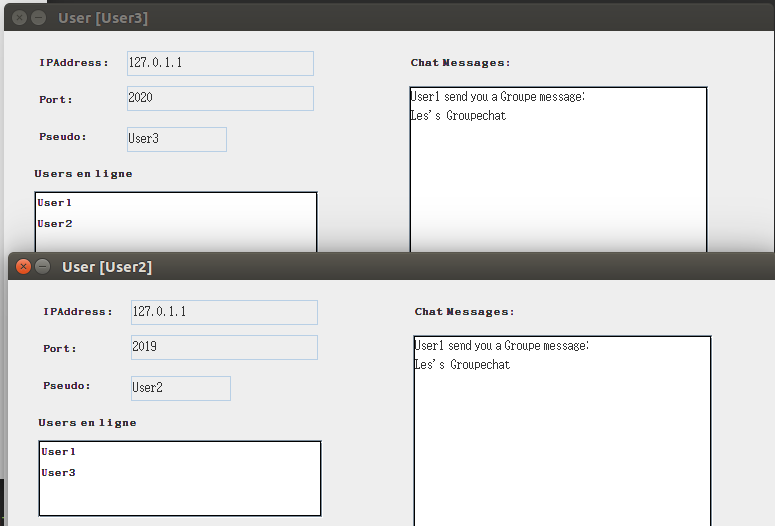 User [User3]
IPAddress: 127.0.1.1
Port: 2020
Pseudo: User3
Users en ligne
User1
User2
Chat Messages:
User1 send you a Groupe message:
Les's Groupechat
User [User2]
IPAddress: 127.0.1.1
Port: 2019
Pseudo: User2
Users en ligne
User1
User3
Chat Messages:
User1 send you a Groupe message:
Les's Groupechat